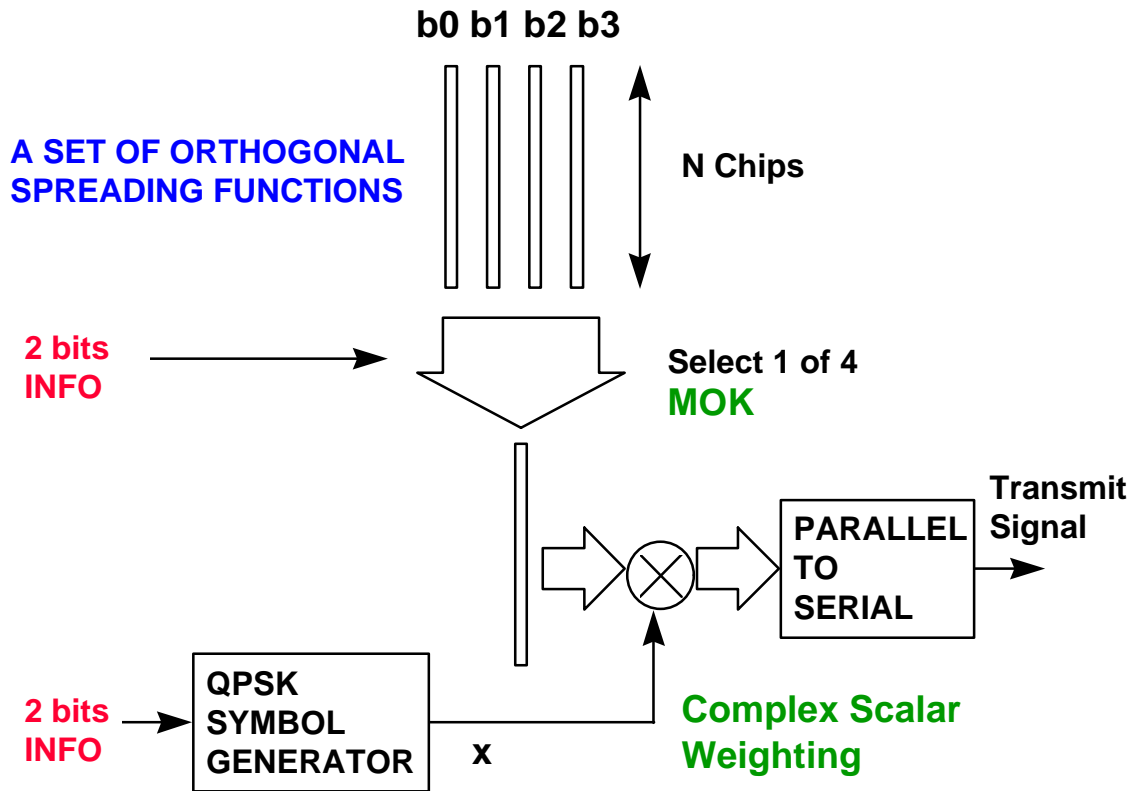 b0 b1 b2 b3
A SET OF ORTHOGONAL
SPREADING FUNCTIONS
N Chips
2 bits
INFO
Select 1 of 4
MOK
Transmit
Signal
PARALLEL
TO
SERIAL
2 bits
INFO
QPSK
SYMBOL
GENERATOR
x
Complex Scalar
Weighting